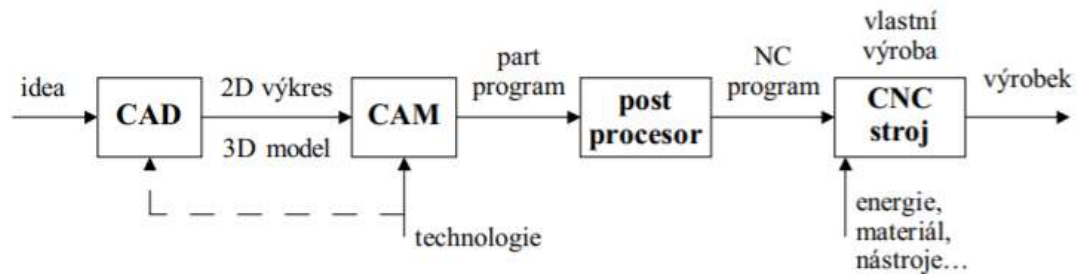 idea
CAD
2D výkres
3D model
CAM
part
program
post
procesor
NC
program
vlastní
výroba
CNC
stroj
výrobek
technologie
energie,
materiál,
nástroje…